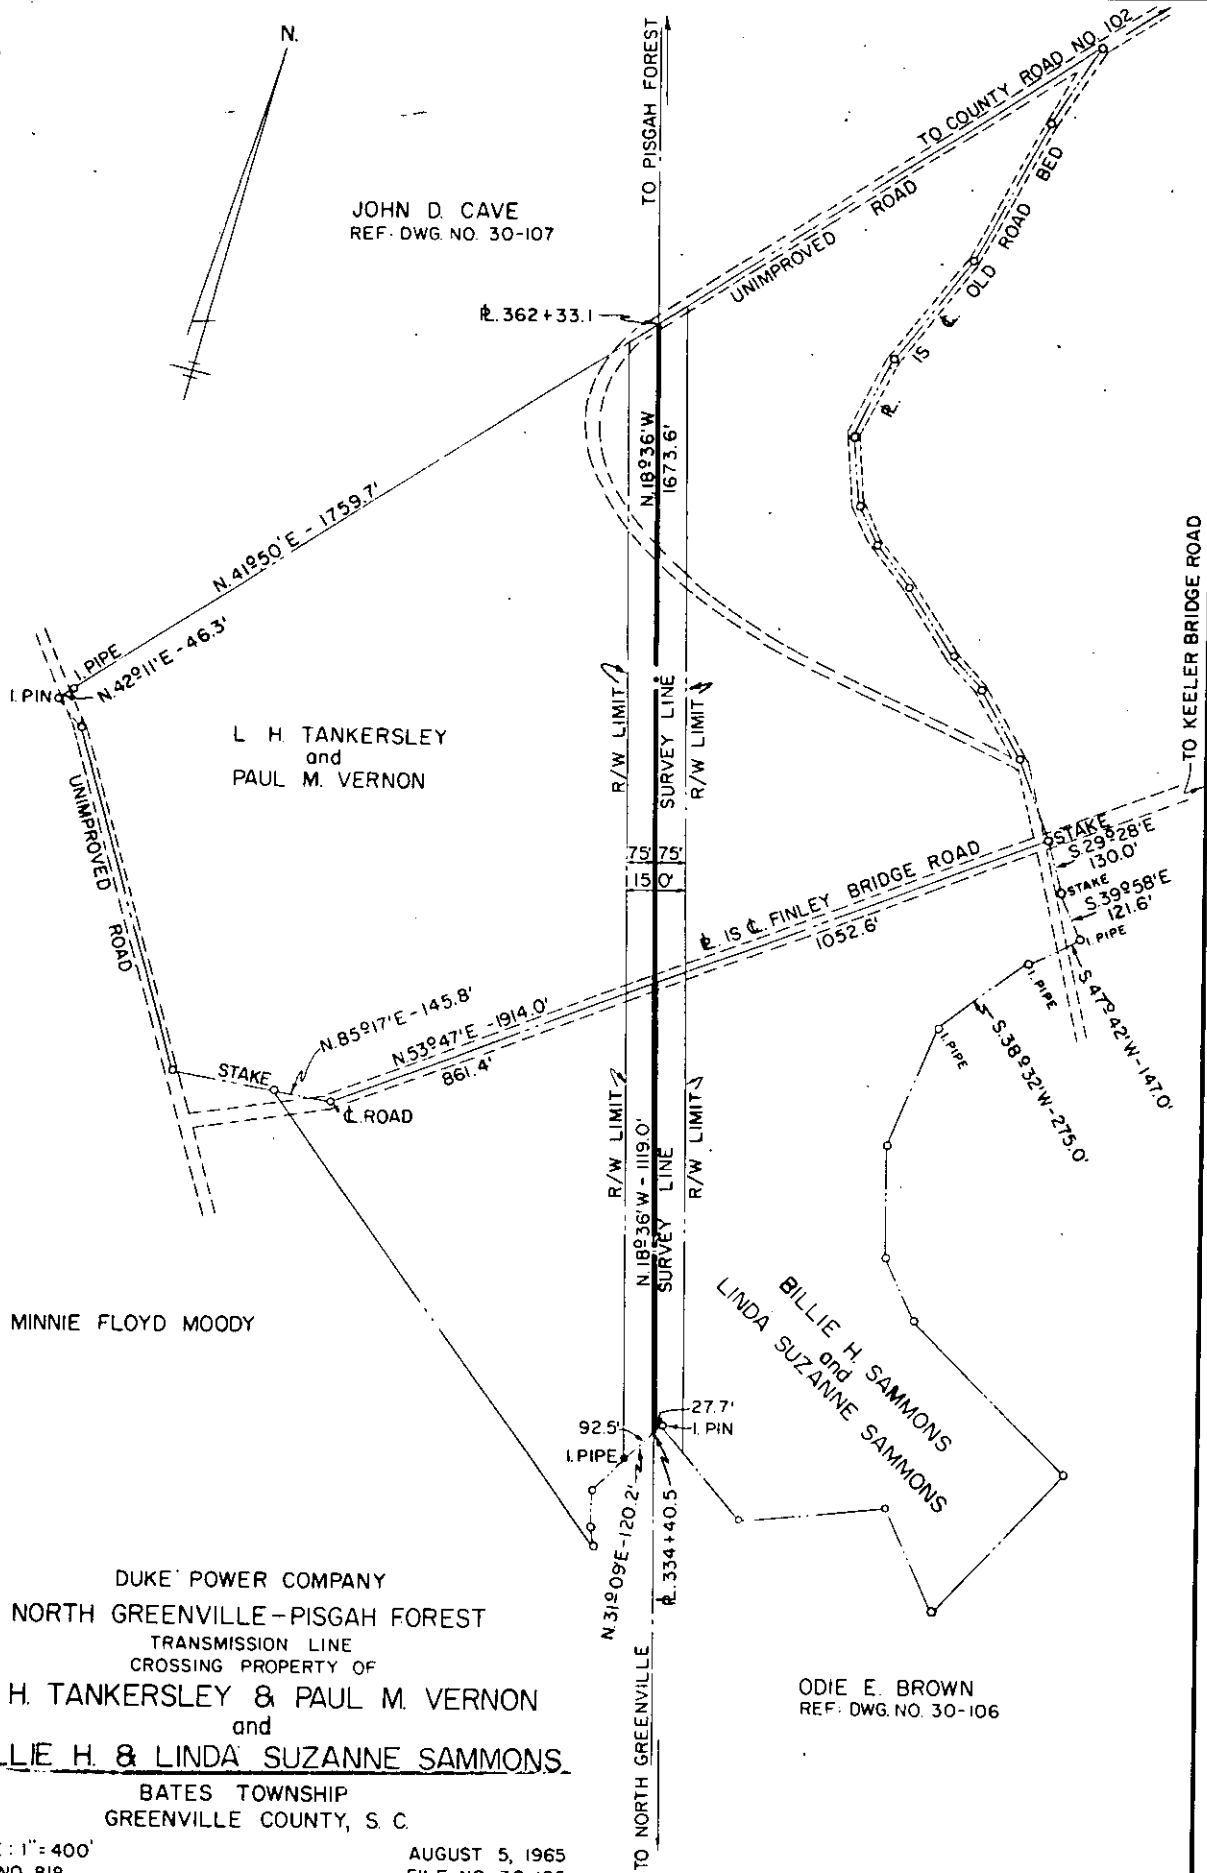 N.
TO PISGAH FOREST
TO COUNTY ROAD NO. 102
JOHN D. CAVE
REF: DWG. NO. 30-107
UNIMPROVED ROAD
℄ IS OLD ROAD BED
PL. IS
PL. 362+33.1
N.18°36'W
1673.6'
N.41°50'E - 1759.7'
I. PIPE
I. PIN
N.42°11'E - 46.3'
TO KEELER BRIDGE ROAD
L H. TANKERSLEY
and
PAUL M. VERNON
R/W LIMIT
SURVEY LINE
R/W LIMIT
UNIMPROVED ROAD
75' 75'
150'
PL. IS ℄ FINLEY BRIDGE ROAD
1052.6'
STAKE
S.29°28'E
130.0'
STAKE
S.39°58'E
121.6'
I. PIPE
I. PIPE
I. PIPE
S.47°42'W-147.0'
S.38°32'W-275.0'
N.85°17'E-145.8'
N.53°47'E-1914.0'
861.4'
STAKE
℄ ROAD
R/W LIMIT
N.18°36'W - 1119.0'
SURVEY LINE
R/W LIMIT
MINNIE FLOYD MOODY
BILLIE H. SAMMONS
and
LINDA SUZANNE SAMMONS
27.7'
I. PIN
92.5'
I. PIPE
N.31°09'E-120.2'
PL. 334+40.5
TO NORTH GREENVILLE
ODIE E. BROWN
REF: DWG. NO. 30-106
DUKE POWER COMPANY
NORTH GREENVILLE-PISGAH FOREST
TRANSMISSION LINE
CROSSING PROPERTY OF
H. TANKERSLEY & PAUL M. VERNON
and
LLIE H. & LINDA SUZANNE SAMMONS
BATES TOWNSHIP
GREENVILLE COUNTY, S. C.
: 1"=400'
AUGUST 5, 1965